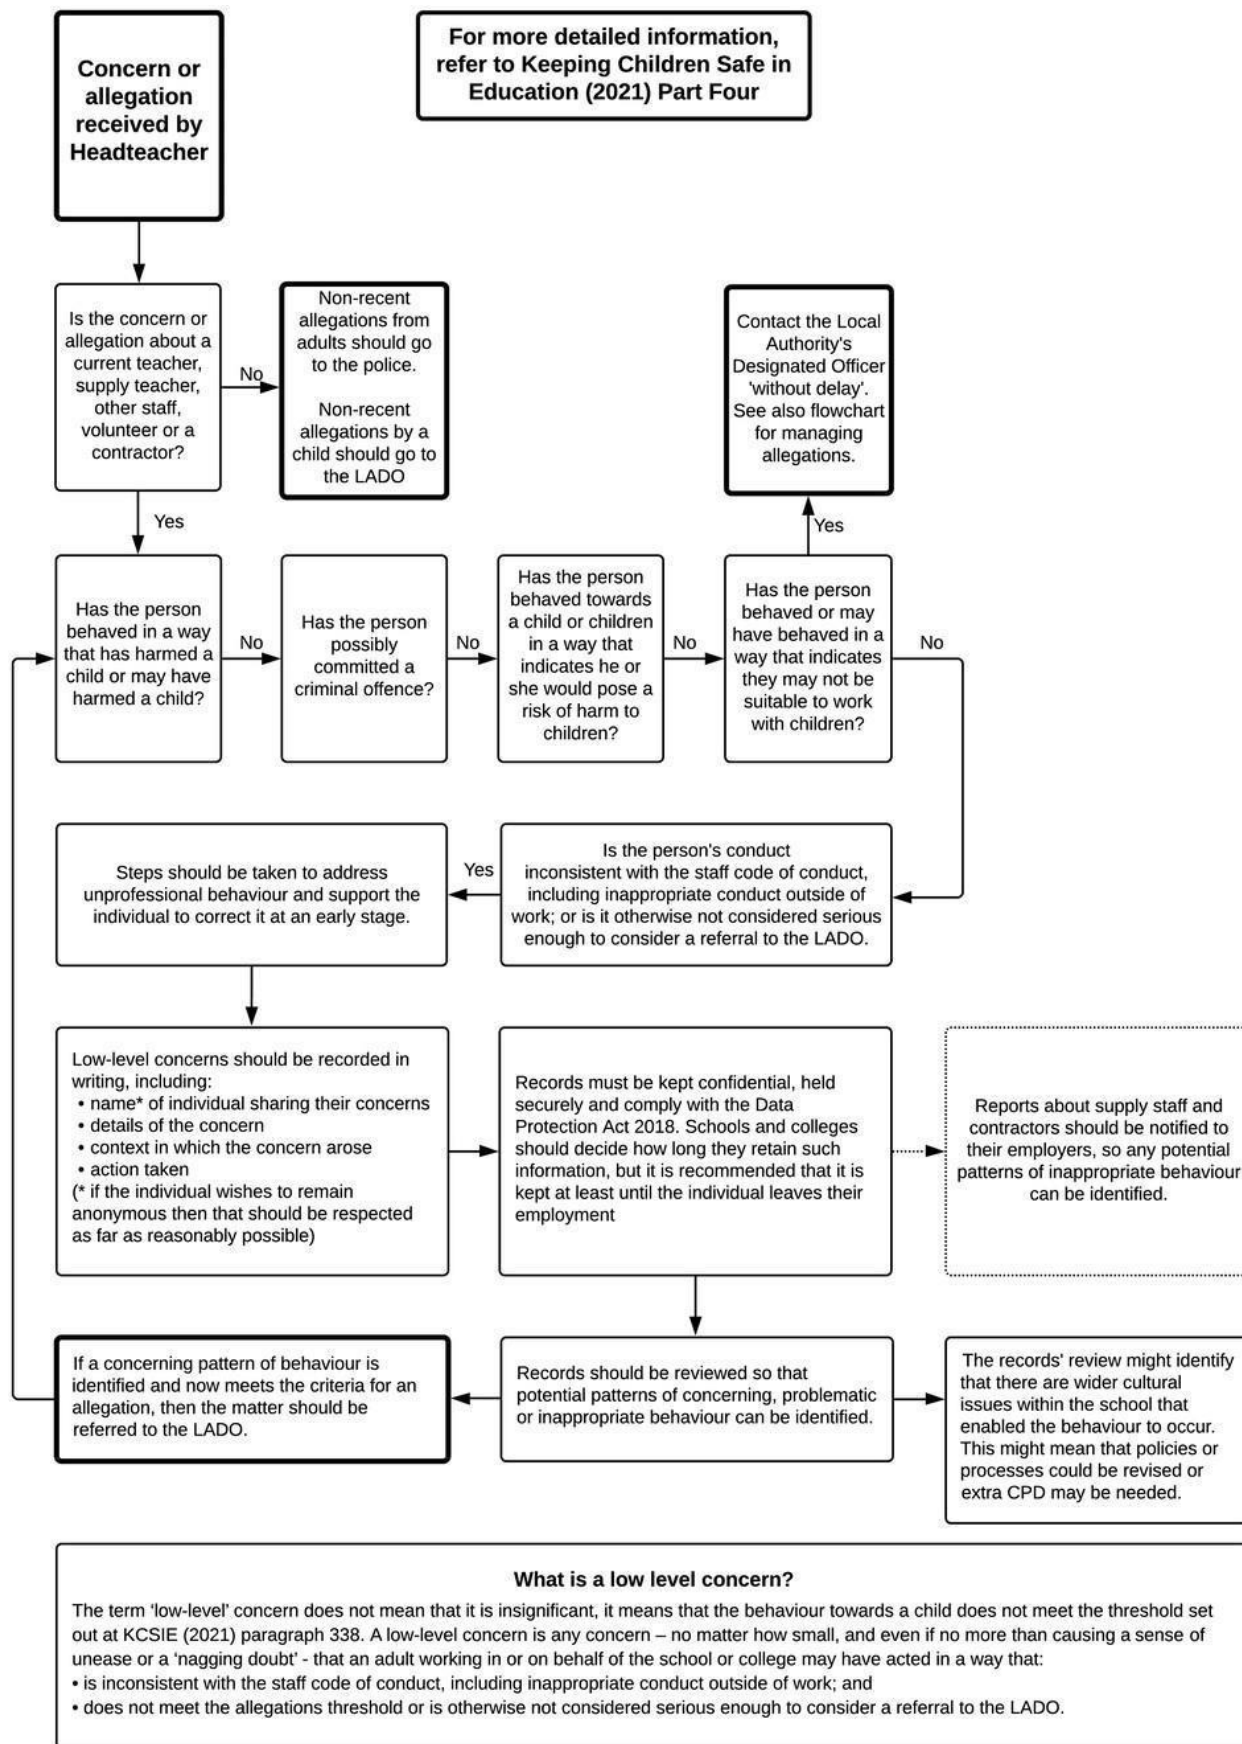 Concern or
allegation
received by
Headteacher
For more detailed information,
refer to Keeping Children Safe in
Education (2021) Part Four
Is the concern or
allegation about a
current teacher,
supply teacher,
other staff,
volunteer or a
contractor?
No
Non-recent
allegations from
adults should go
to the police.
Non-recent
allegations by a
child should go to
the LADO
Contact the Local
Authority's
Designated Officer
'without delay'.
See also flowchart
for managing
allegations.
Yes
Yes
Has the person
behaved in a way
that has harmed a
child or may have
harmed a child?
No
Has the person
possibly
committed a
criminal offence?
No
Has the person
behaved towards
a child or children
in a way that
indicates he or
she would pose a
risk of harm to
children?
No
Has the person
behaved or may
have behaved in a
way that indicates
they may not be
suitable to work
with children?
No
Is the person's conduct
inconsistent with the staff code of conduct,
including inappropriate conduct outside of
work; or is it otherwise not considered serious
enough to consider a referral to the LADO.
Yes
Steps should be taken to address
unprofessional behaviour and support the
individual to correct it at an early stage.
Low-level concerns should be recorded in
writing, including:
• name* of individual sharing their concerns
• details of the concern
• context in which the concern arose
• action taken
(* if the individual wishes to remain
anonymous then that should be respected
as far as reasonably possible)
Records must be kept confidential, held
securely and comply with the Data
Protection Act 2018. Schools and colleges
should decide how long they retain such
information, but it is recommended that it is
kept at least until the individual leaves their
employment
Reports about supply staff and
contractors should be notified to
their employers, so any potential
patterns of inappropriate behaviour
can be identified.
If a concerning pattern of behaviour is
identified and now meets the criteria for an
allegation, then the matter should be
referred to the LADO.
Records should be reviewed so that
potential patterns of concerning, problematic
or inappropriate behaviour can be identified.
The records' review might identify
that there are wider cultural
issues within the school that
enabled the behaviour to occur.
This might mean that policies or
processes could be revised or
extra CPD may be needed.
What is a low level concern?
The term ‘low-level’ concern does not mean that it is insignificant, it means that the behaviour towards a child does not meet the threshold set
out at KCSIE (2021) paragraph 338. A low-level concern is any concern – no matter how small, and even if no more than causing a sense of
unease or a ‘nagging doubt’ - that an adult working in or on behalf of the school or college may have acted in a way that:
• is inconsistent with the staff code of conduct, including inappropriate conduct outside of work; and
• does not meet the allegations threshold or is otherwise not considered serious enough to consider a referral to the LADO.